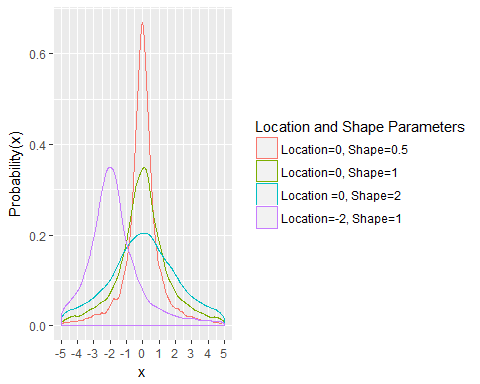 0.6
0.4
0.2
0.0
Probability(x)
-5 -4 -3 -2 -1 0 1 2 3 4 5
x
Location and Shape Parameters
Location=0, Shape=0.5
Location=0, Shape=1
Location =0, Shape=2
Location=-2, Shape=1